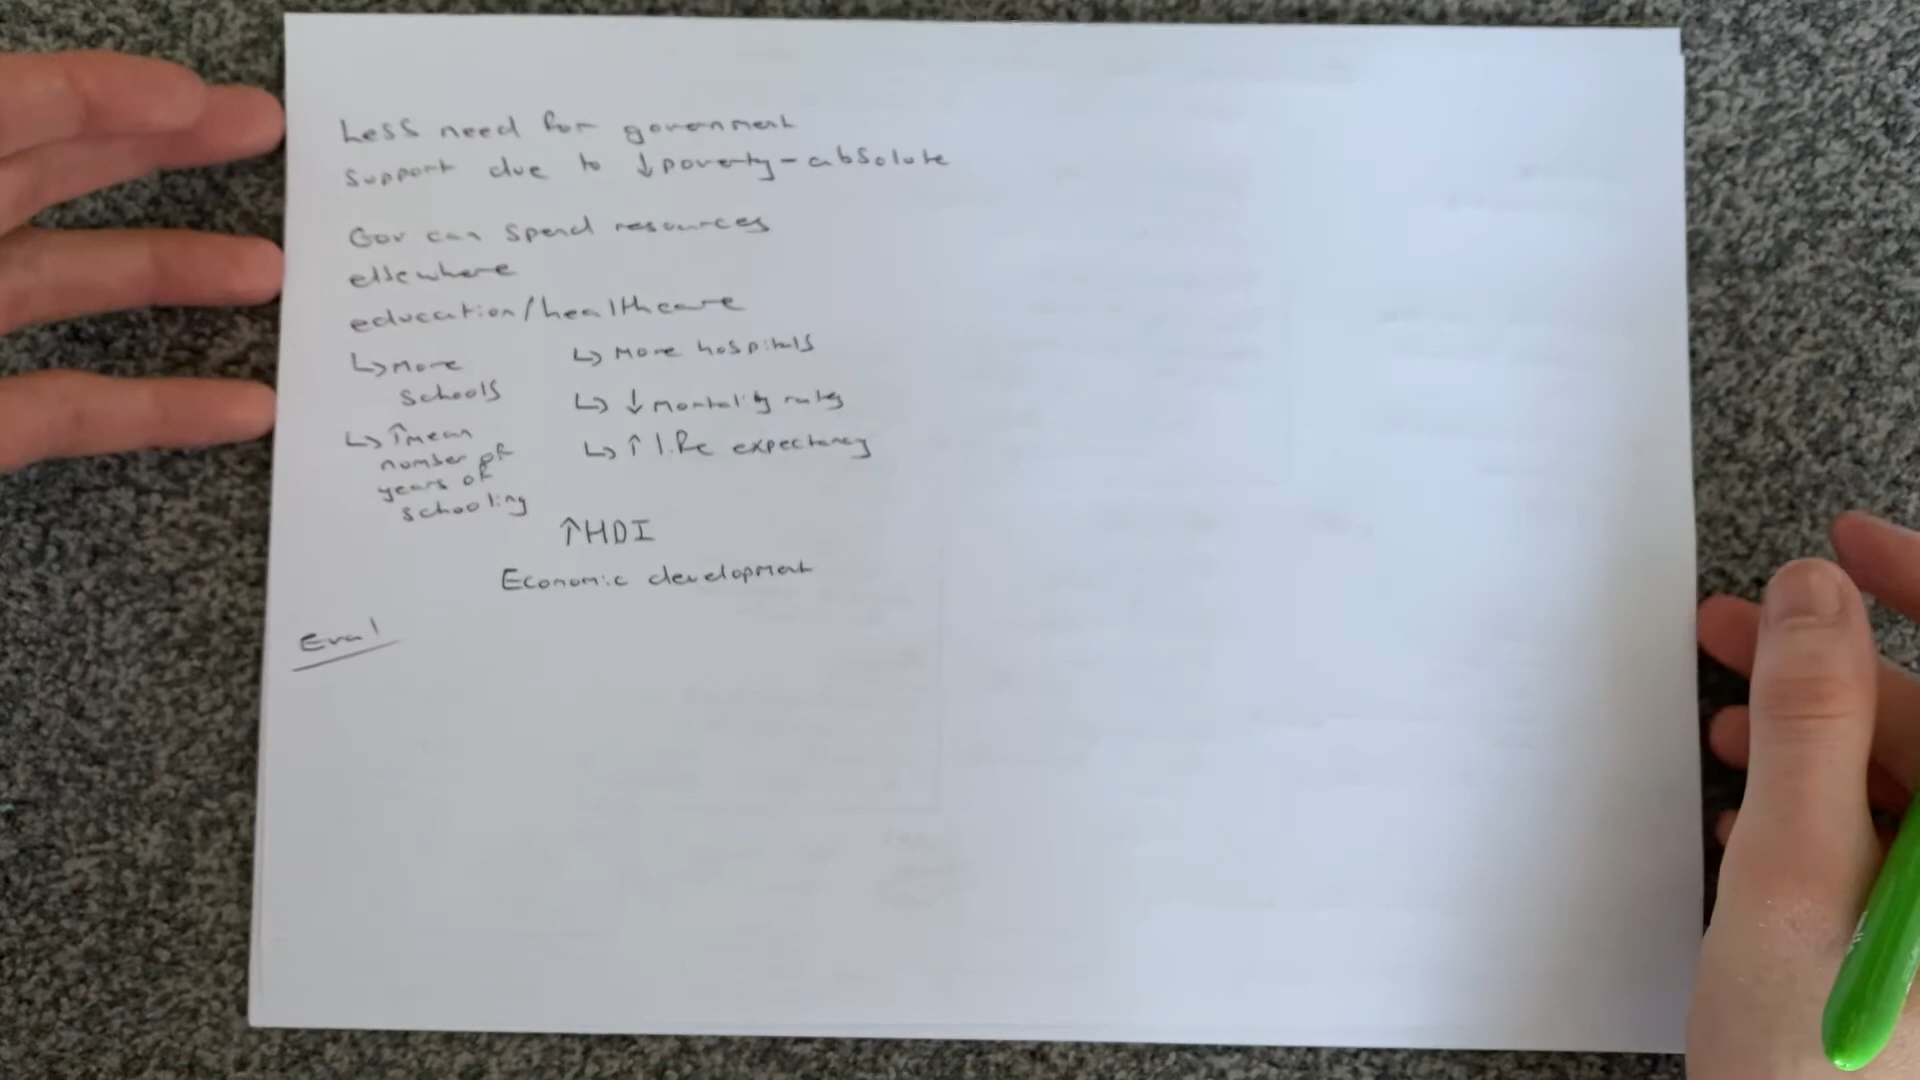 Less need for government
support due to ↓ poverty - absolute
Gov can spend resources
elsewhere
education/healthcare
↳ More
schools
↳ ↑ mean
number of
years of
schooling
↳ More hospitals
↳ ↓ mortality rates
↳ ↑ life expectancy
↑ HDI
Economic development
Eval